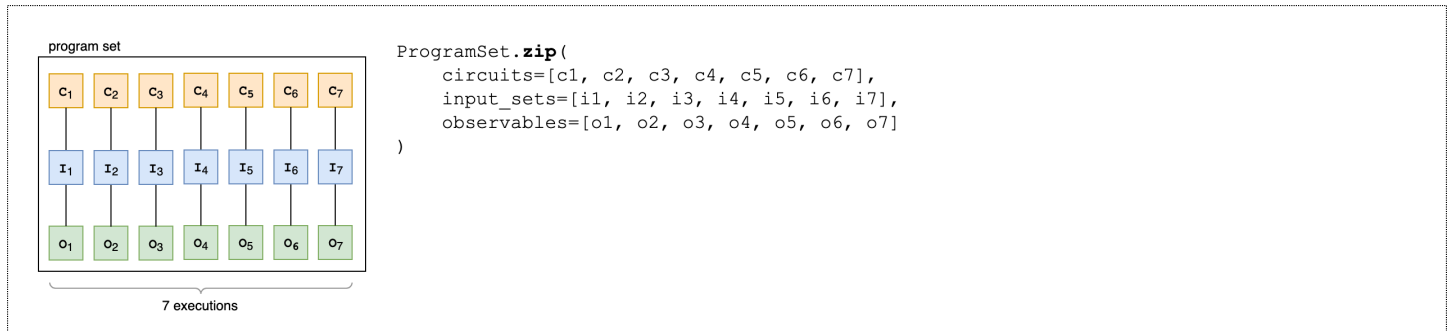 program set
C1 C2 C3 C4 C5 C6 C7
I1 I2 I3 I4 I5 I6 I7
O1 O2 O3 O4 O5 O6 O7
7 executions
ProgramSet.zip(
    circuits=[c1, c2, c3, c4, c5, c6, c7],
    input_sets=[i1, i2, i3, i4, i5, i6, i7],
    observables=[o1, o2, o3, o4, o5, o6, o7]
)